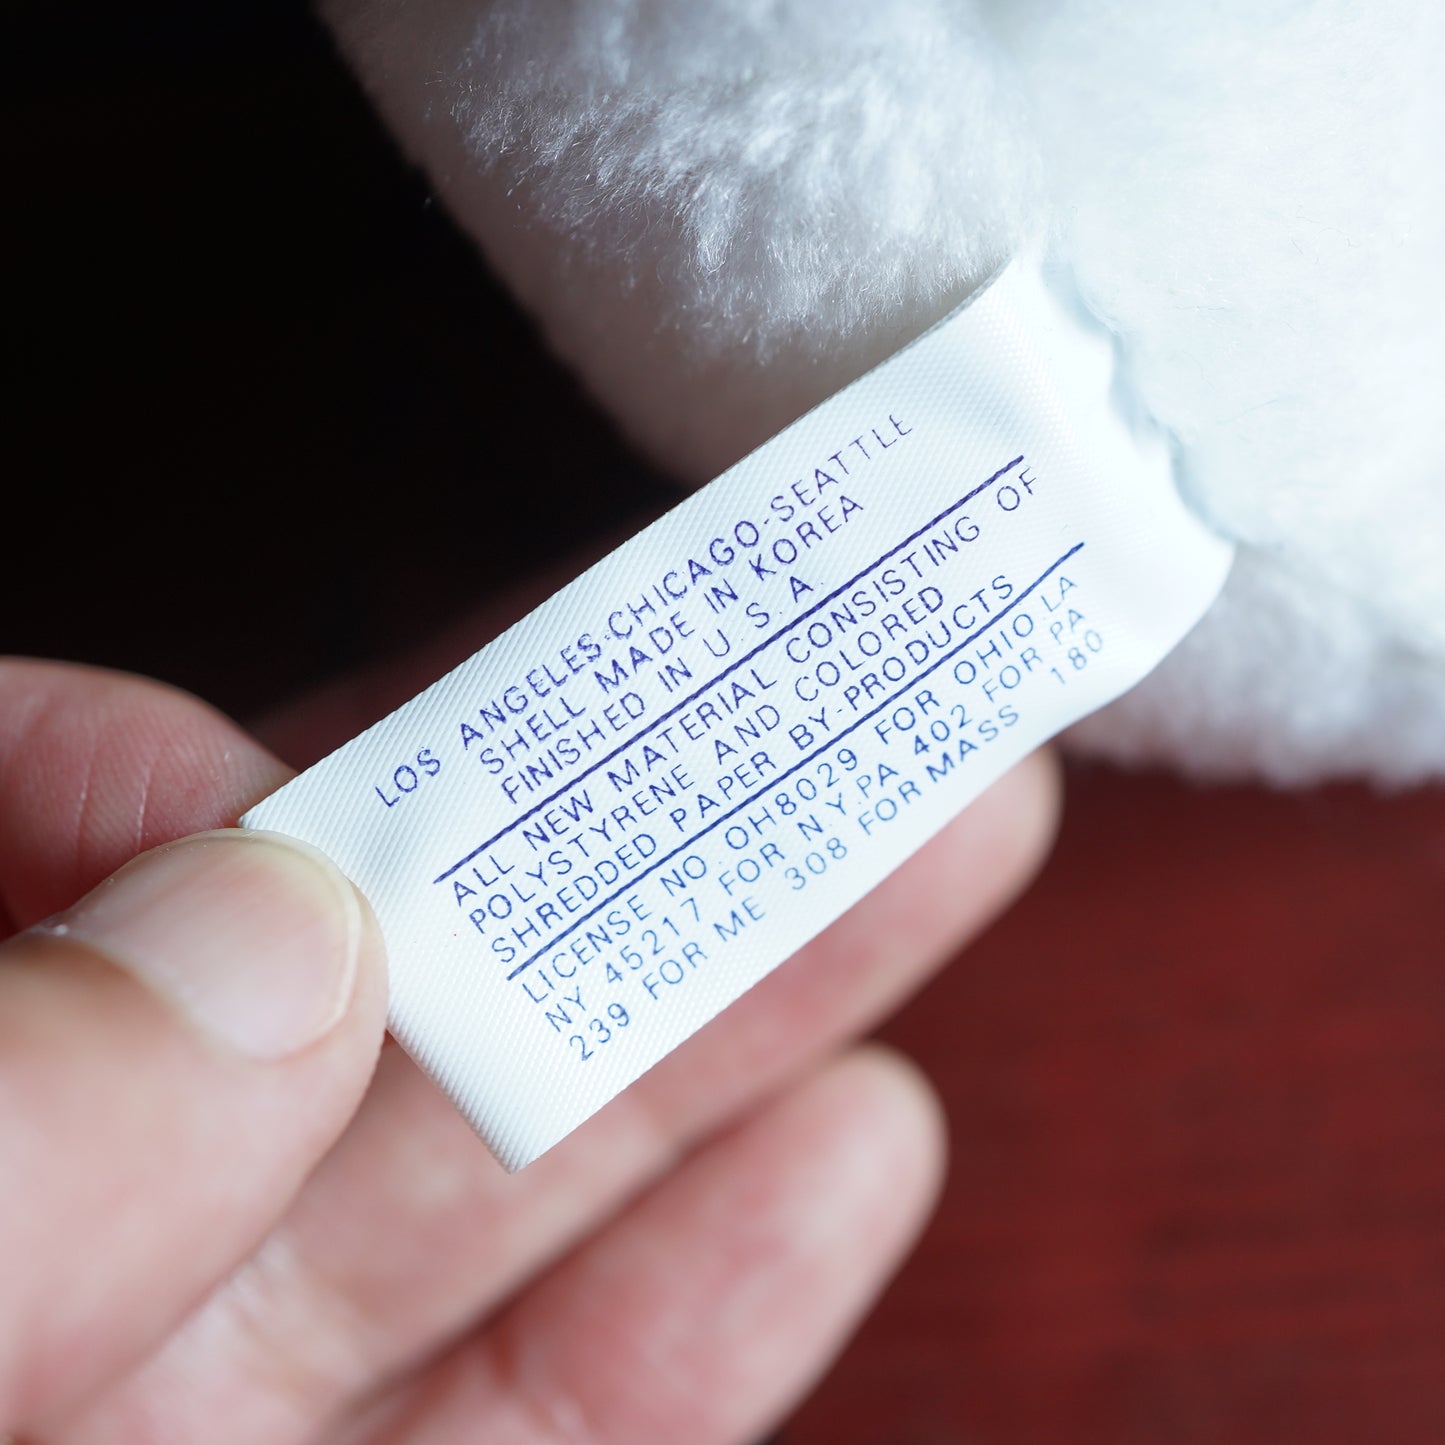 LOS ANGELES-CHICAGO-SEATTLE
SHELL MADE IN KOREA
FINISHED IN U.S.A.
ALL NEW MATERIAL CONSISTING OF
POLYSTYRENE AND COLORED
SHREDDED PAPER BY-PRODUCTS
LICENSE NO. OH8029 FOR OHIO LA
NY 45217 FOR N.Y. PA 402 FOR PA
239 FOR ME 308 FOR MASS 180